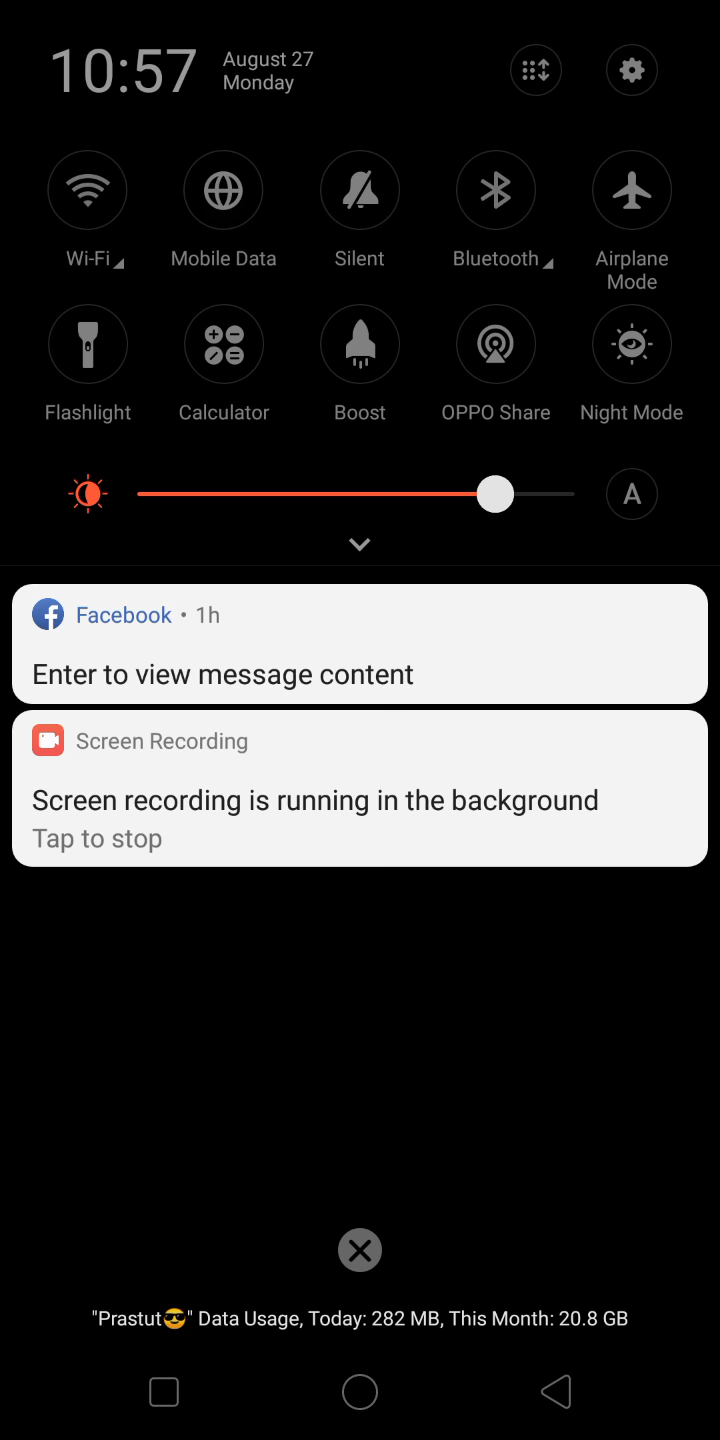 10:57
August 27
Monday
Wi-Fi
Mobile Data
Silent
Bluetooth
Airplane
Mode
Flashlight
Calculator
Boost
OPPO Share
Night Mode
A
Facebook • 1h
Enter to view message content
Screen Recording
Screen recording is running in the background
Tap to stop
"Prastut😎" Data Usage, Today: 282 MB, This Month: 20.8 GB